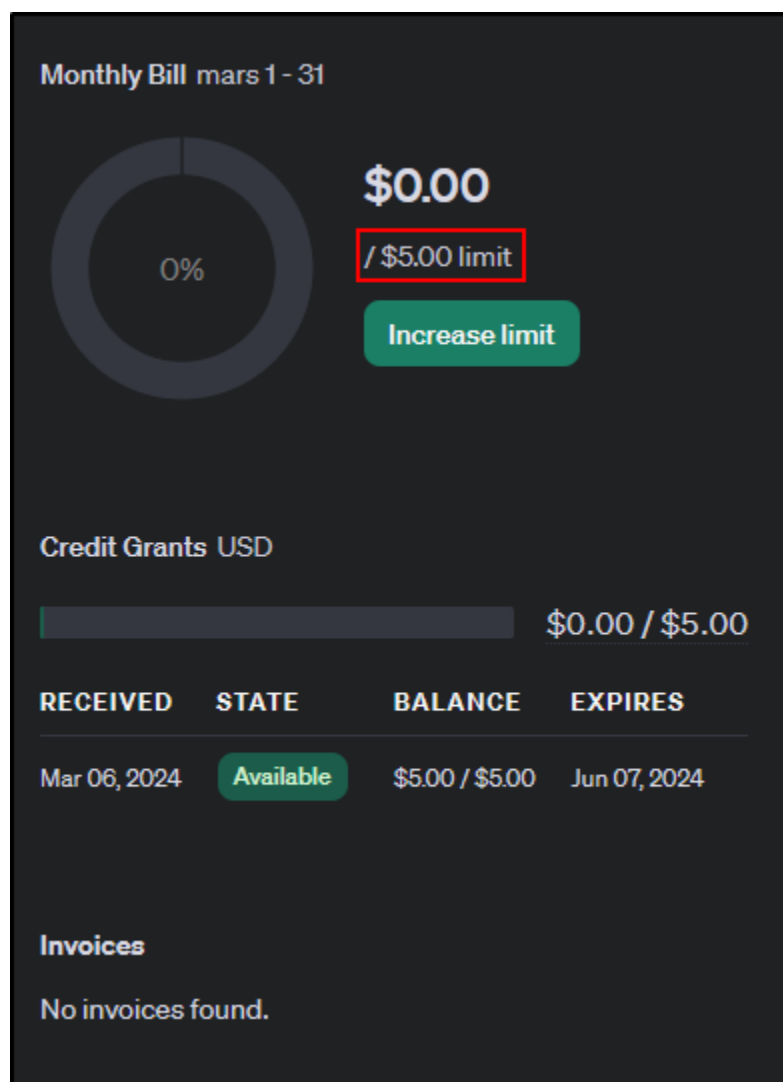 Monthly Bill mars 1 - 31
$0.00
0%
/ $5.00 limit
Increase limit
Credit Grants USD
$0.00 / $5.00
RECEIVED STATE BALANCE EXPIRES
Mar 06, 2024 Available $5.00 / $5.00 Jun 07, 2024
Invoices
No invoices found.